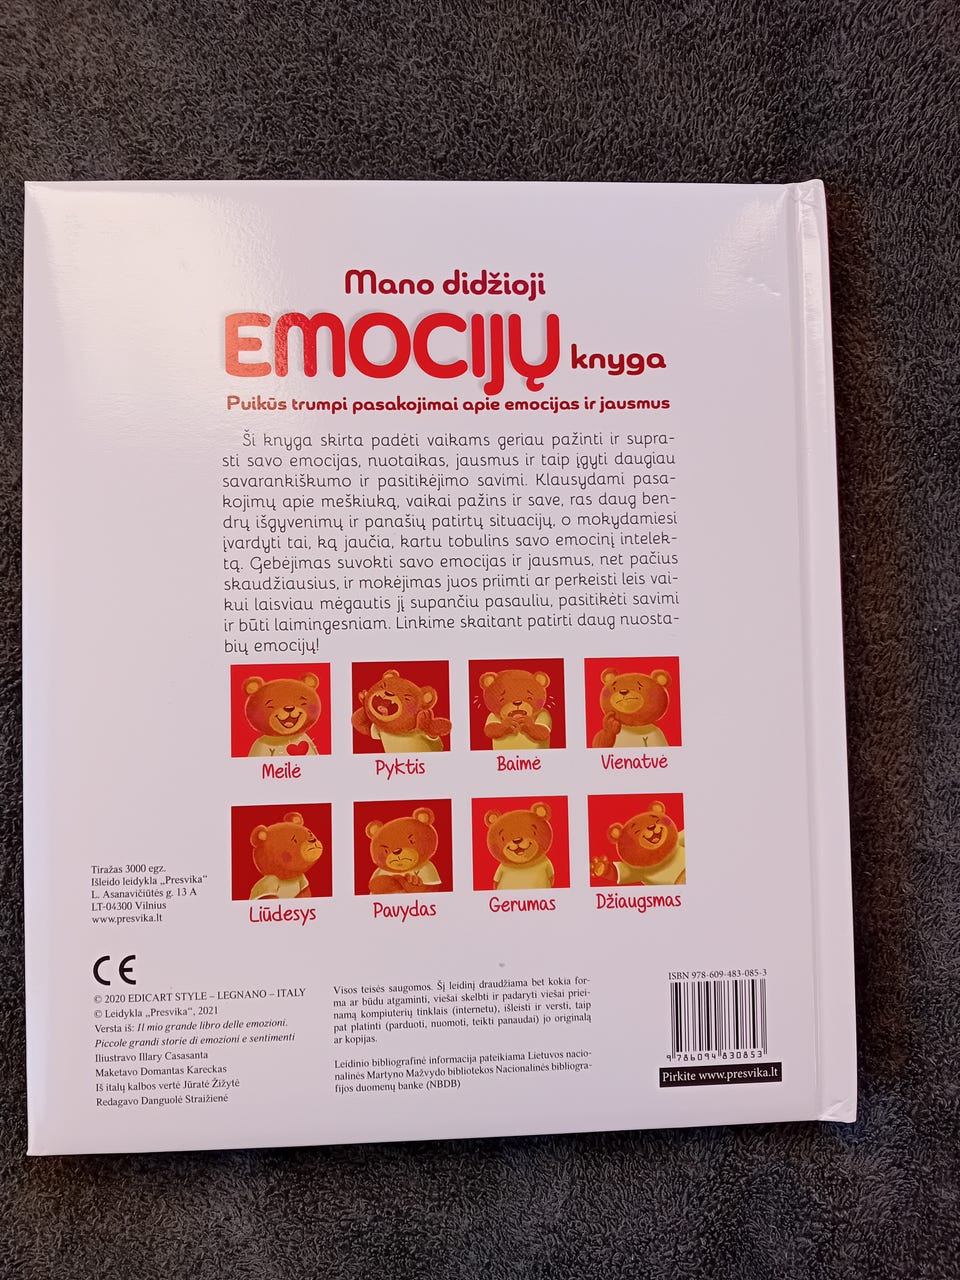 Mano didžioji
EMOCIJŲ knyga
Puikūs trumpi pasakojimai apie emocijas ir jausmus
Ši knyga skirta padėti vaikams geriau pažinti ir supra-
sti savo emocijas, nuotaikas, jausmus ir taip įgyti daugiau
savarankiškumo ir pasitikėjimo savimi. Klausydami pasa-
kojimų apie meškiuką, vaikai pažins ir save, ras daug ben-
drų išgyvenimų ir panašių patirtų situacijų, o mokydamiesi
įvardyti tai, ką jaučia, kartu tobulins savo emocinį intelek-
tą. Gebėjimas suvokti savo emocijas ir jausmus, net pačius
skaudžiausius, ir mokėjimas juos priimti ar perkeisti leis vai-
kui laisviau mėgautis jį supančiu pasauliu, pasitikėti savimi
ir būti laimingesniam. Linkime skaitant patirti daug nuosta-
bių emocijų!
Meilė
Pyktis
Baimė
Vienatvė
Liūdesys
Pavydas
Gerumas
Džiaugsmas
Tiražas 3000 egz.
Išleido leidykla „Presvika“
L. Asanavičiūtės g. 13 A
LT-04300 Vilnius
www.presvika.lt
CE
© 2020 EDICART STYLE – LEGNANO – ITALY
© Leidykla „Presvika“, 2021
Versta iš: Il mio grande libro delle emozioni.
Piccole grandi storie di emozioni e sentimenti
Iliustravo Illary Casasanta
Maketavo Domantas Kareckas
Iš italų kalbos vertė Jūratė Žižytė
Redagavo Danguolė Straižienė
Visos teisės saugomos. Šį leidinį draudžiama bet kokia for-
ma ar būdu atgaminti, viešai skelbti ir padaryti viešai priei-
namą kompiuterių tinklais (internetu), išleisti ir versti, taip
pat platinti (parduoti, nuomoti, teikti panaudai) jo originalą
ar kopijas.
Leidinio bibliografinė informacija pateikiama Lietuvos nacio-
nalinės Martyno Mažvydo bibliotekos Nacionalinės bibliogra-
fijos duomenų banke (NBDB)
ISBN 978-609-483-085-3
9 786094 830853
Pirkite www.presvika.lt